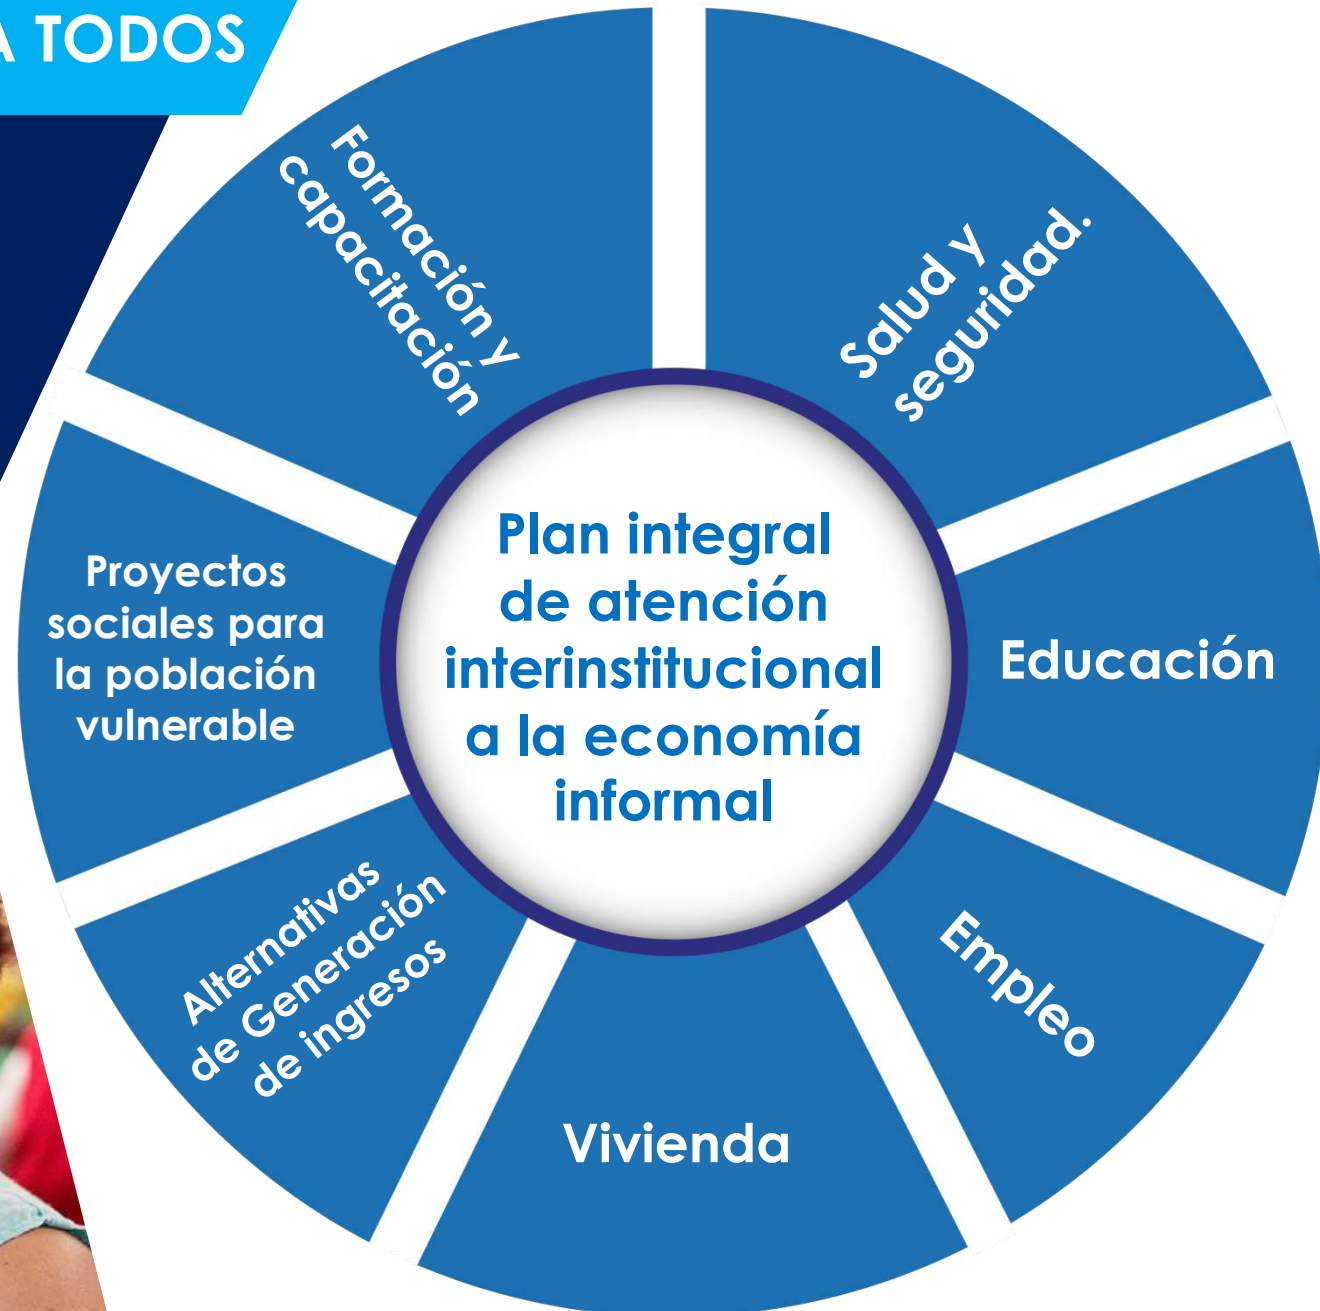 A TODOS
Formación y
capacitación
Salud y
seguridad.
Proyectos
sociales para
la población
vulnerable
Plan integral
de atención
interinstitucional
a la economía
informal
Educación
Alternativas
de Generación
de ingresos
Empleo
Vivienda